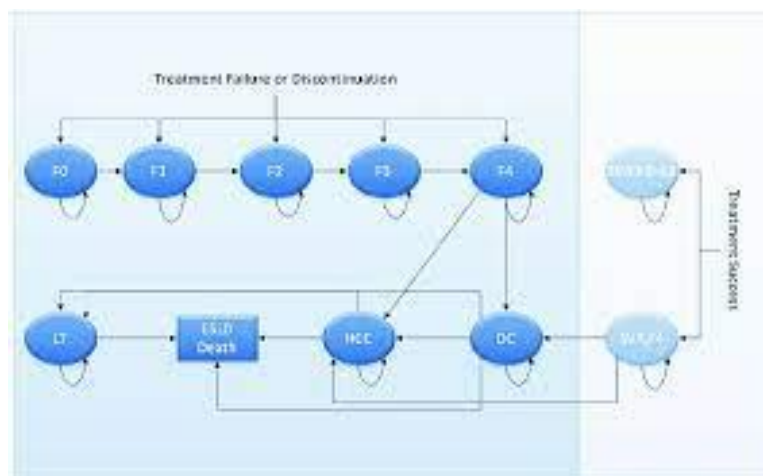 Treatment Failure or Discontinuation
F0
F1
F2
F3
F4
Treatment Success
LT
ESLD
Death
HCC
DC